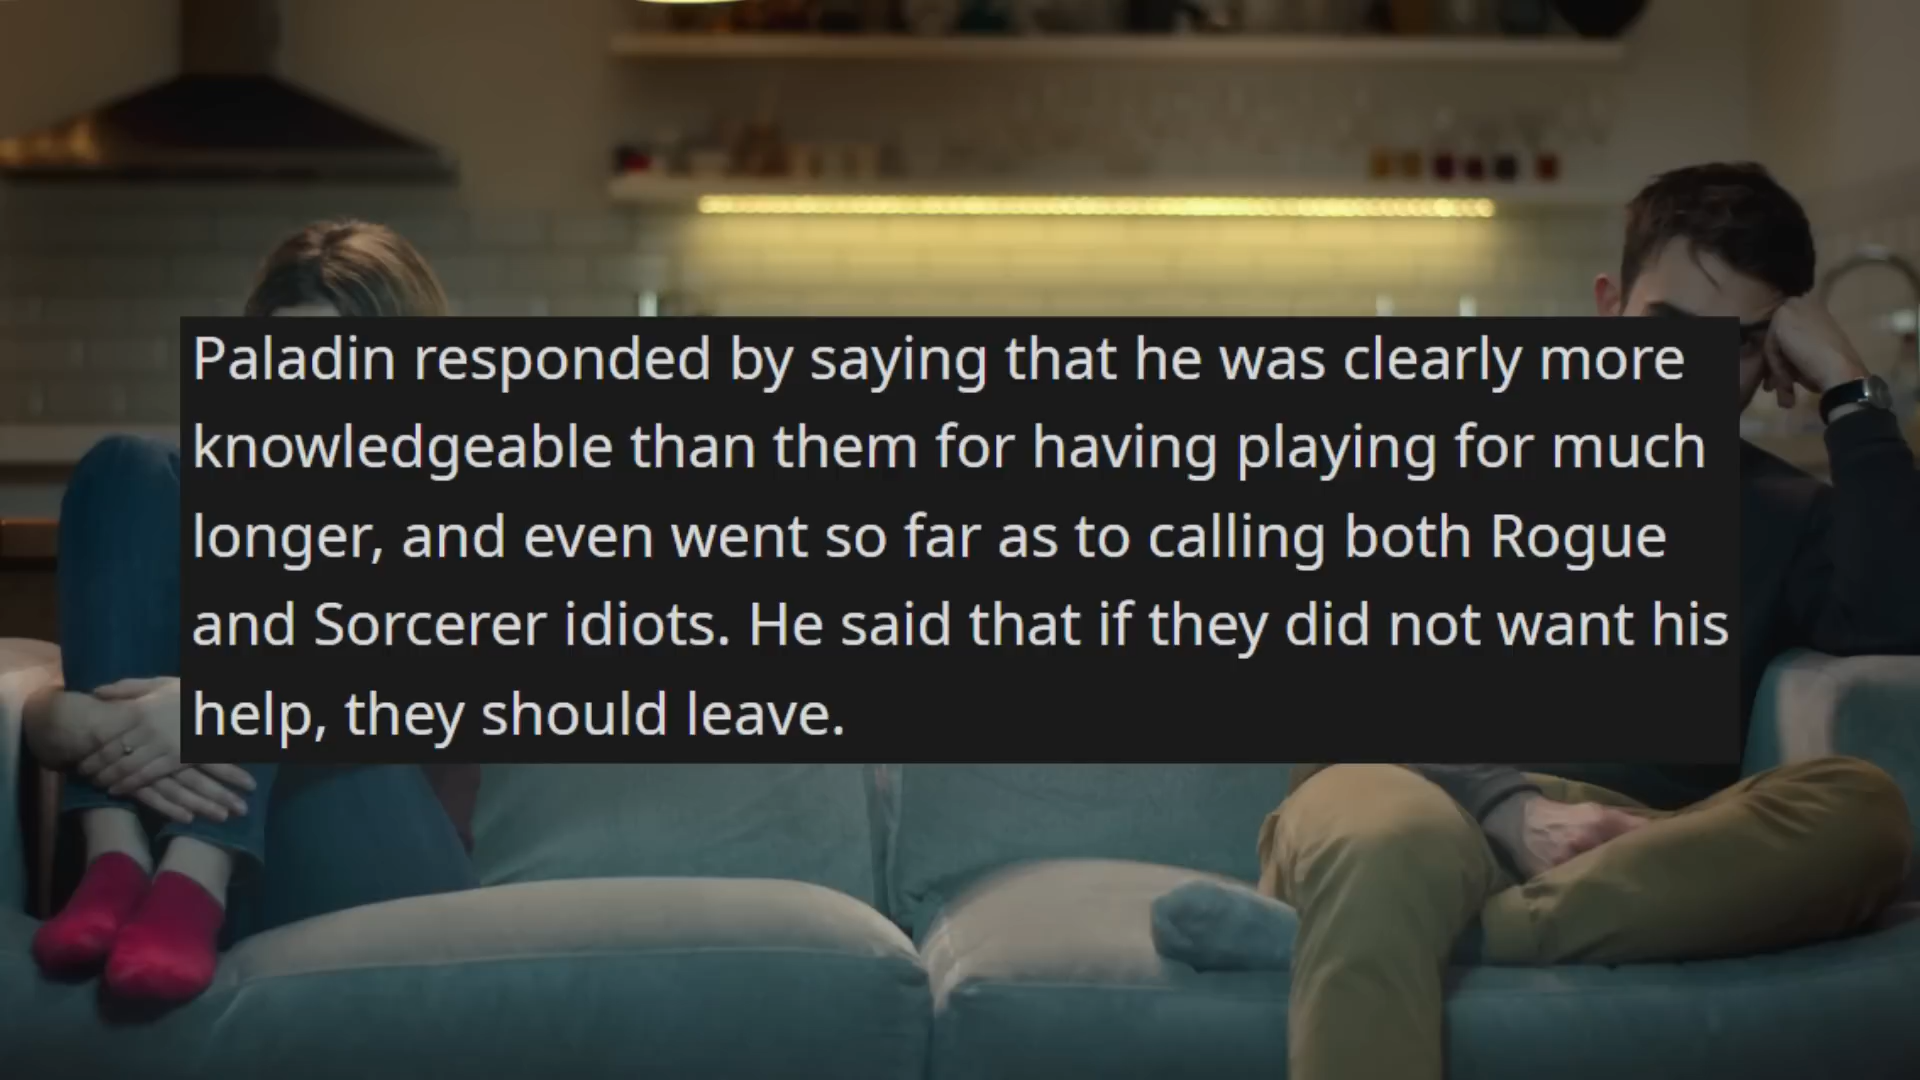 Paladin responded by saying that he was clearly more
knowledgeable than them for having playing for much
longer, and even went so far as to calling both Rogue
and Sorcerer idiots. He said that if they did not want his
help, they should leave.